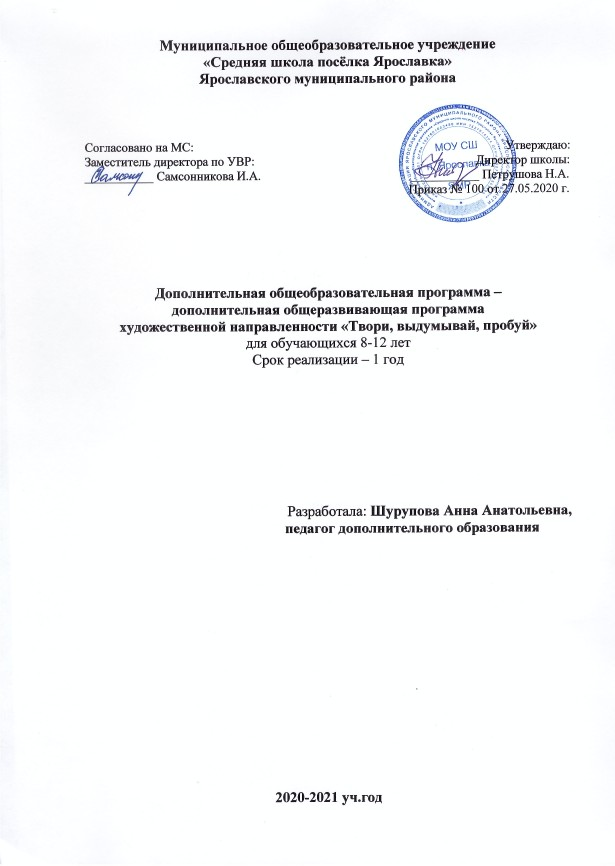 Муниципальное общеобразовательное учреждение
«Средняя школа посёлка Ярославка»
Ярославского муниципального района
Согласовано на МС:
Заместитель директора по УВР:
Самсонникова И.А.
Утверждаю:
Директор школы:
Петрушова Н.А.
Приказ № 100 от 27.05.2020 г.
МОУ СШ
Дополнительная общеобразовательная программа –
дополнительная общеразвивающая программа
художественной направленности «Твори, выдумывай, пробуй»
для обучающихся 8-12 лет
Срок реализации – 1 год
Разработала: Шурупова Анна Анатольевна,
педагог дополнительного образования
2020-2021 уч.год